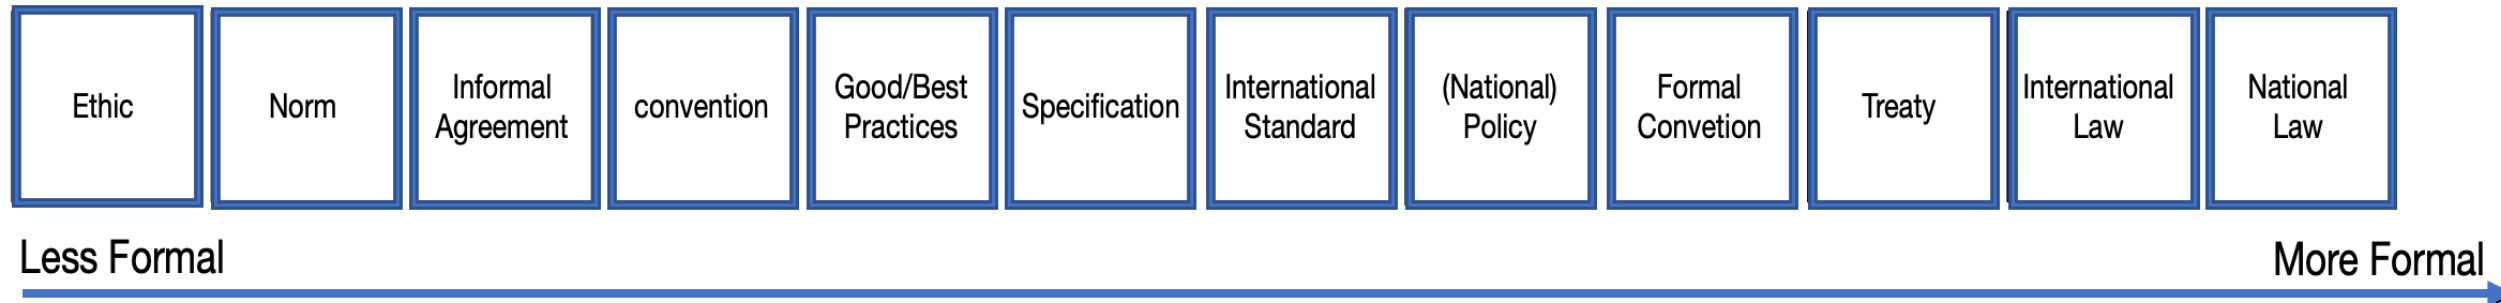 Ethic
Norm
Informal
Agreement
convention
Good/Best
Practices
Specification
International
Standard
(National)
Policy
Formal
Convetion
Treaty
International
Law
National
Law
Less Formal
More Formal